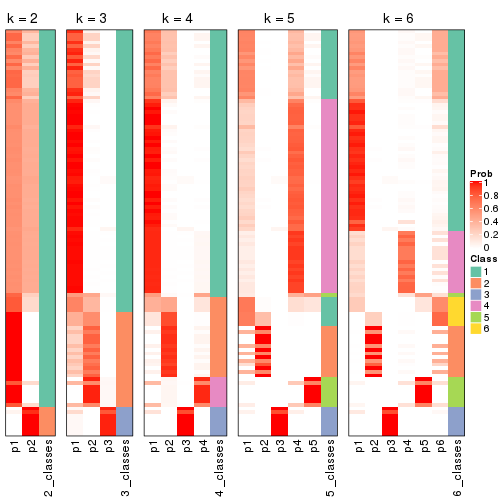 k = 2
k = 3
k = 4
k = 5
k = 6
p1
p2
2_classes
p1
p2
p3
3_classes
p1
p2
p3
p4
4_classes
p1
p2
p3
p4
p5
5_classes
p1
p2
p3
p4
p5
p6
6_classes
Prob
1
0.8
0.6
0.4
0.2
0
Class
1
2
3
4
5
6